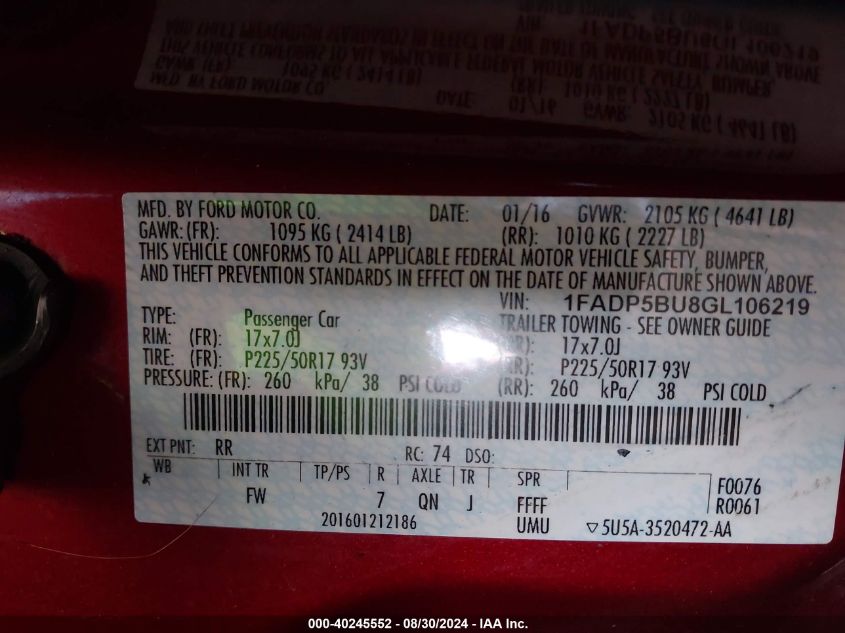 MFD. BY FORD MOTOR CO. DATE: 01/16 GVWR: 2105 KG ( 4641 LB)
GAWR: (FR): 1095 KG ( 2414 LB) (RR): 1010 KG ( 2227 LB)
THIS VEHICLE CONFORMS TO ALL APPLICABLE FEDERAL MOTOR VEHICLE SAFETY, BUMPER,
AND THEFT PREVENTION STANDARDS IN EFFECT ON THE DATE OF MANUFACTURE SHOWN ABOVE.
VIN: 1FADP5BU8GL106219
TYPE: Passenger Car TRAILER TOWING - SEE OWNER GUIDE
RIM: (FR): 17x7.0J (RR): 17x7.0J
TIRE: (FR): P225/50R17 93V (RR): P225/50R17 93V
PRESSURE: (FR): 260 kPa/ 38 PSI COLD (RR): 260 kPa/ 38 PSI COLD
EXT PNT: RR RC: 74 DSO:
WB INT TR TP/PS R AXLE TR SPR F0076
FW 7 QN J FFFF R0061
201601212186 UMU ▽5U5A-3520472-AA
000-40245552 - 08/30/2024 - IAA Inc.